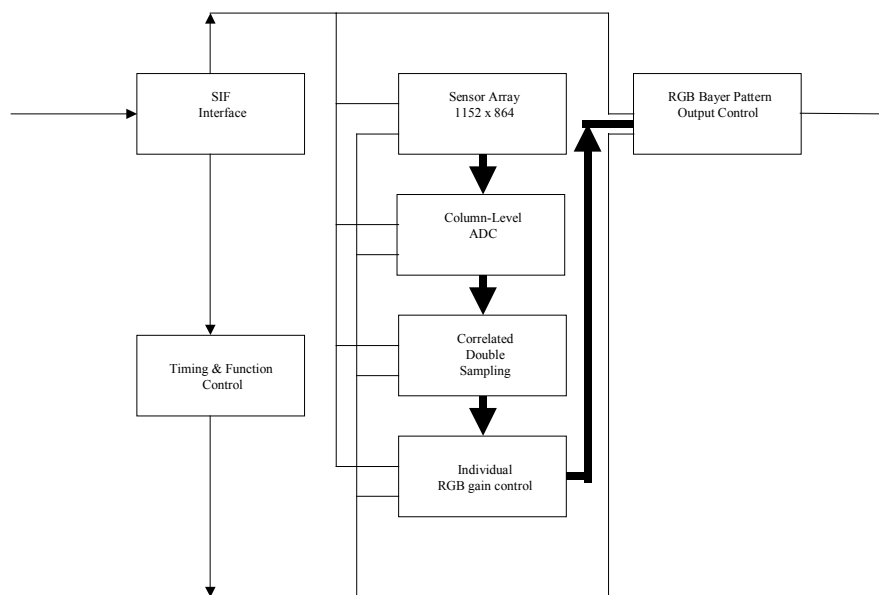 SIF
Interface
Sensor Array
1152 x 864
RGB Bayer Pattern
Output Control
Column-Level
ADC
Correlated
Double
Sampling
Timing & Function
Control
Individual
RGB gain control